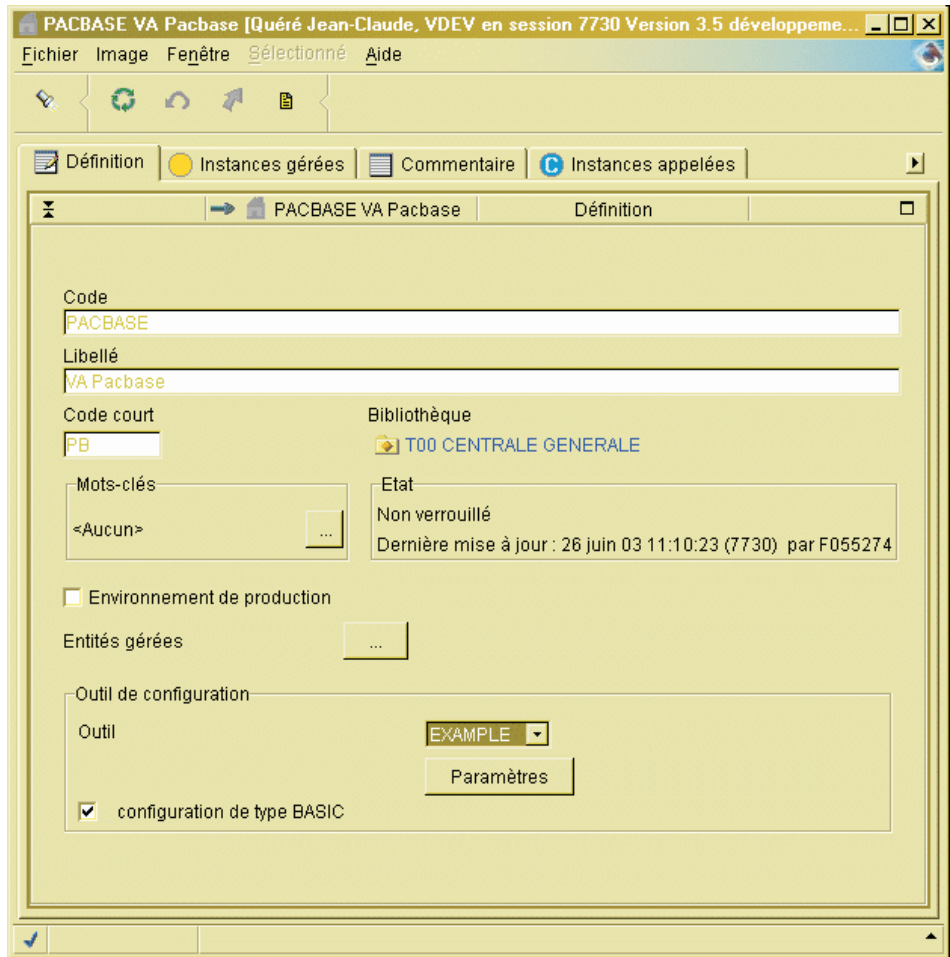 PACBASE VA Pacbase [Quéré Jean-Claude, VDEV en session 7730 Version 3.5 développeme...
Fichier Image Fenêtre Sélectionné Aide
Définition Instances gérées Commentaire C Instances appelées
PACBASE VA Pacbase Définition
Code
PACBASE
Libellé
VA Pacbase
Code court Bibliothèque
PB T00 CENTRALE GENERALE
Mots-clés Etat
<Aucun> ... Non verrouillé
Dernière mise à jour : 26 juin 03 11:10:23 (7730) par F055274
Environnement de production
Entités gérées ...
Outil de configuration
Outil EXAMPLE
Paramètres
configuration de type BASIC